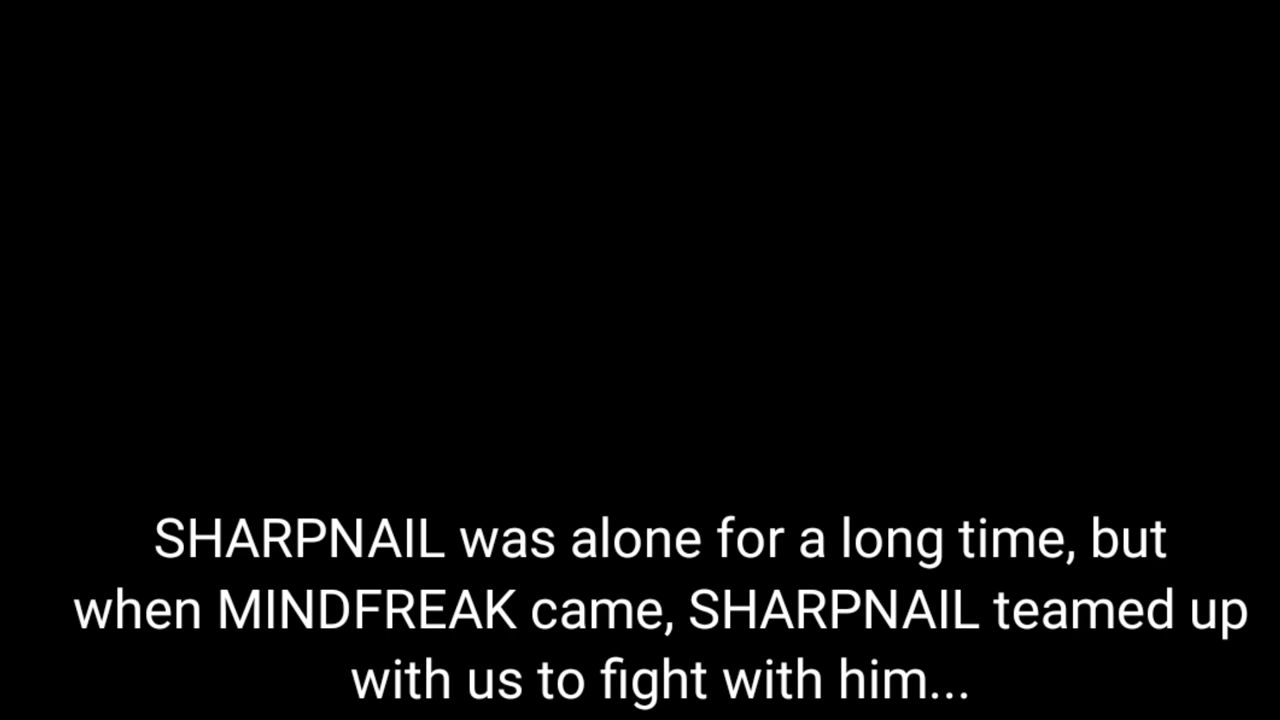 SHARPNAIL was alone for a long time, but
when MINDFREAK came, SHARPNAIL teamed up
with us to fight with him...